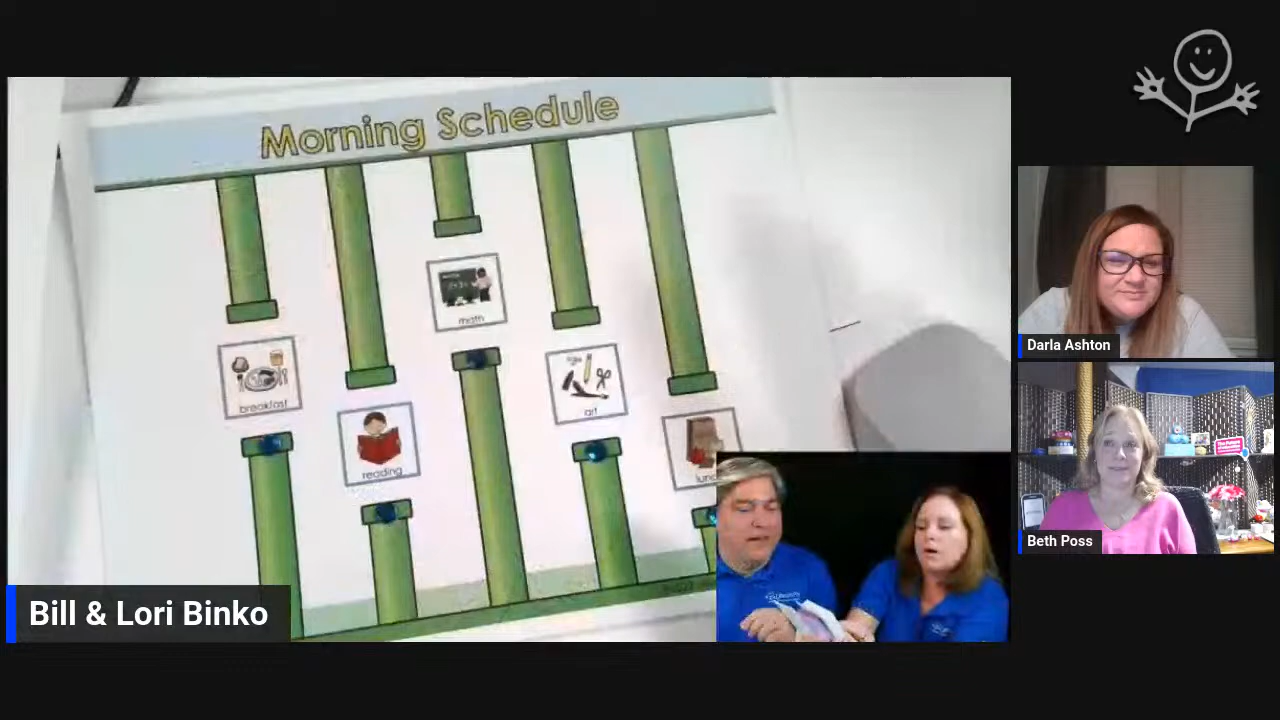 Morning Schedule
math
breakfast
art
reading
Darla Ashton
Beth Poss
Bill & Lori Binko